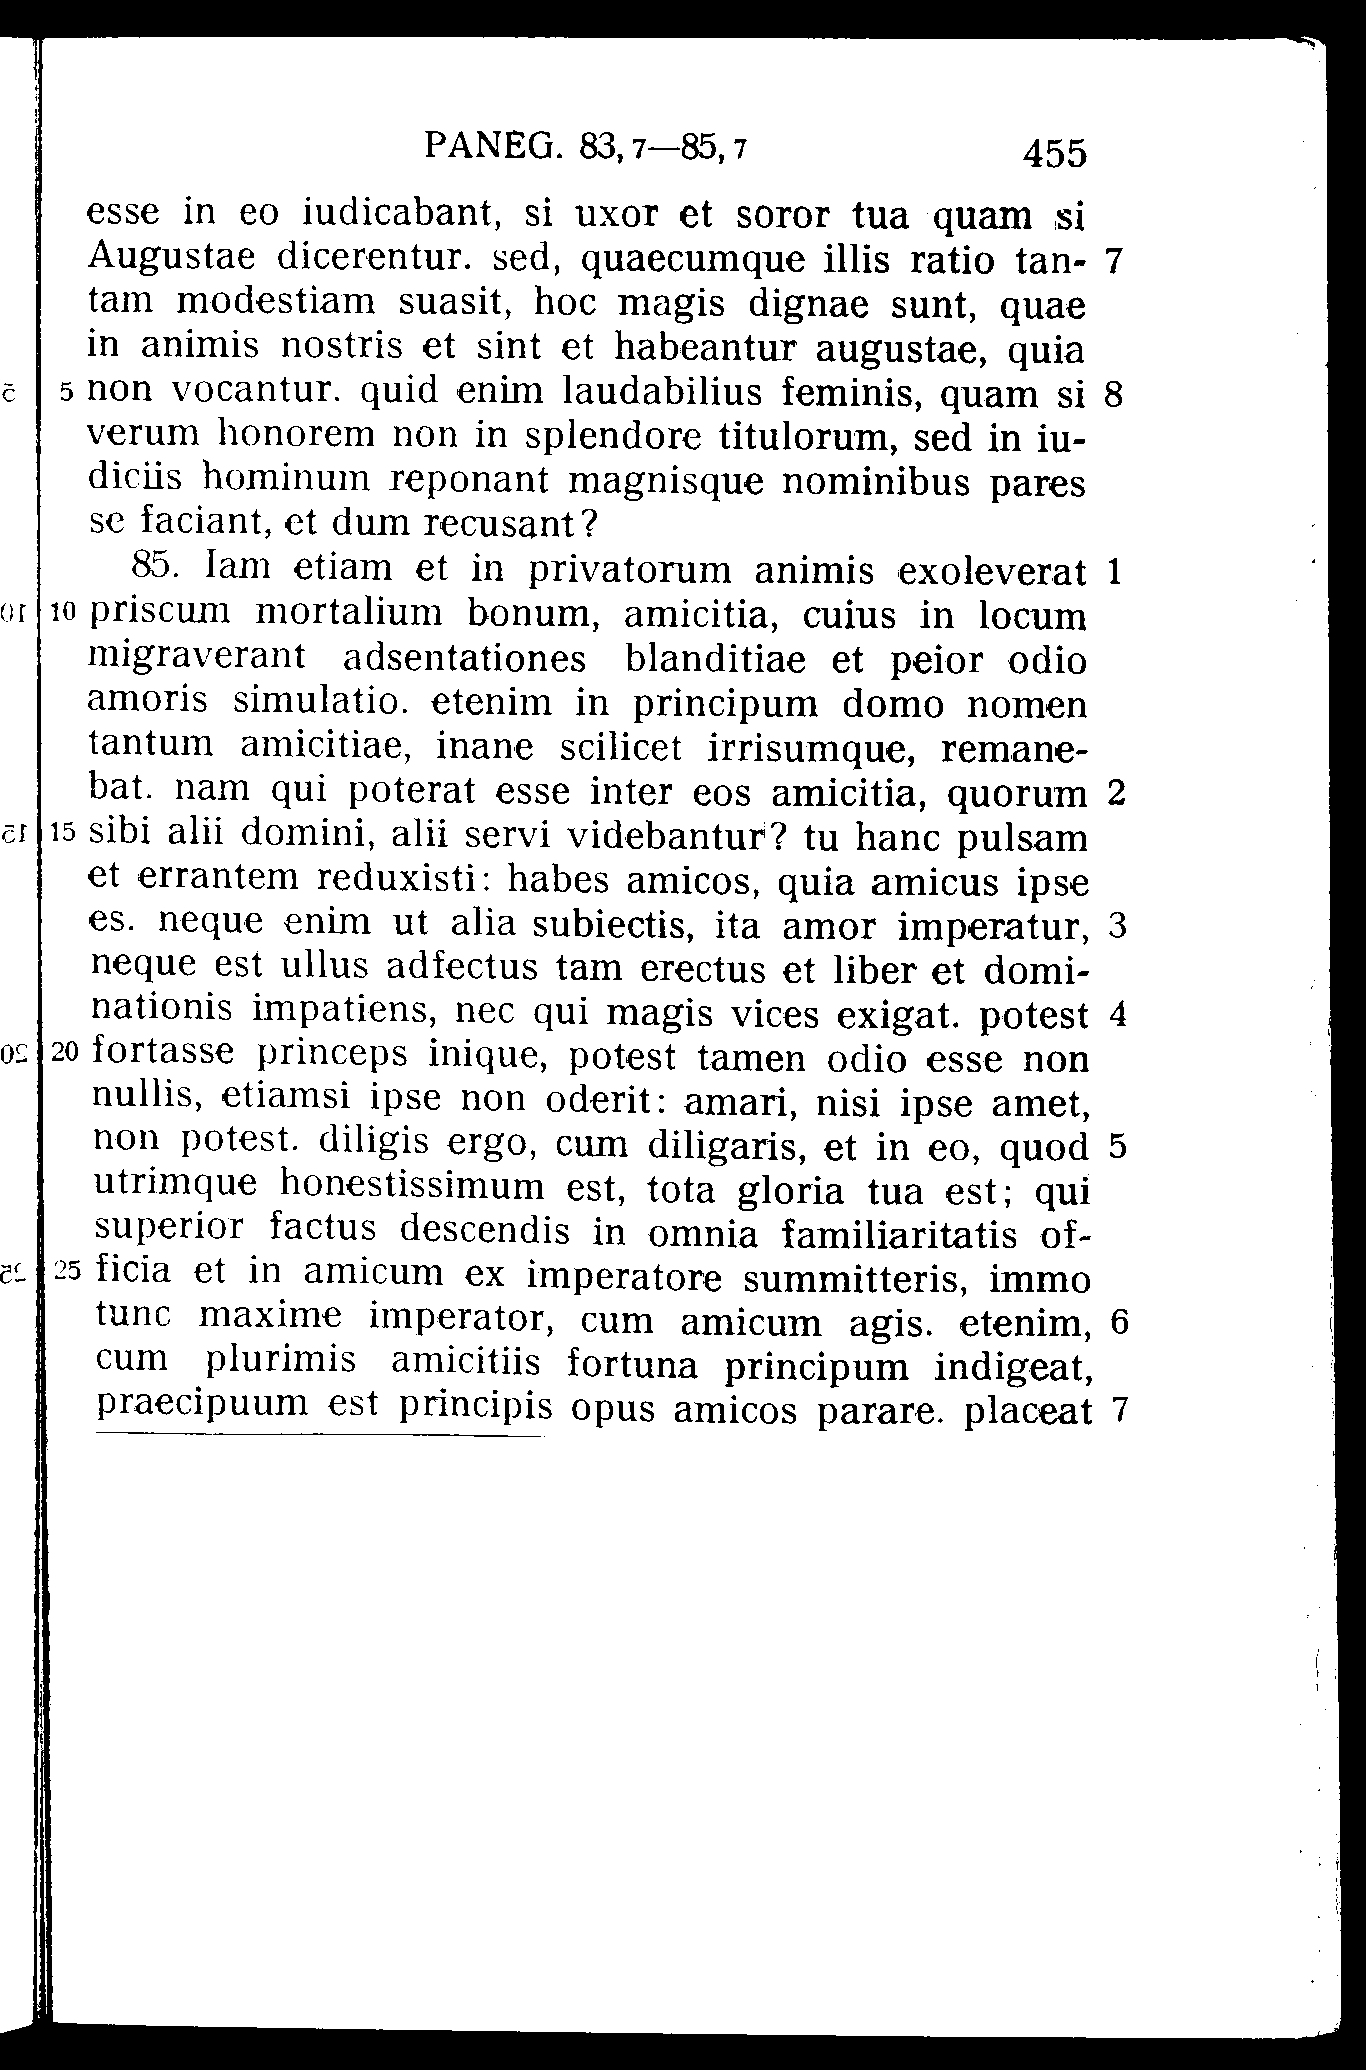 PANEG. 83, 7—85, 7 455
esse in eo iudicabant, si uxor et soror tua quam si
Augustae dicerentur. sed, quaecumque illis ratio tan- 7
tam modestiam suasit, hoc magis dignae sunt, quae
in animis nostris et sint et habeantur augustae, quia
5 non vocantur. quid enim laudabilius feminis, quam si 8
verum honorem non in splendore titulorum, sed in iu-
diciis hominum reponant magnisque nominibus pares
se faciant, et dum recusant?
85. Iam etiam et in privatorum animis exoleverat 1
10 priscum mortalium bonum, amicitia, cuius in locum
migraverant adsentationes blanditiae et peior odio
amoris simulatio. etenim in principum domo nomen
tantum amicitiae, inane scilicet irrisumque, remane-
bat. nam qui poterat esse inter eos amicitia, quorum 2
15 sibi alii domini, alii servi videbantur? tu hanc pulsam
et errantem reduxisti: habes amicos, quia amicus ipse
es. neque enim ut alia subiectis, ita amor imperatur, 3
neque est ullus adfectus tam erectus et liber et domi-
nationis impatiens, nec qui magis vices exigat. potest 4
20 fortasse princeps inique, potest tamen odio esse non
nullis, etiamsi ipse non oderit: amari, nisi ipse amet,
non potest. diligis ergo, cum diligaris, et in eo, quod 5
utrimque honestissimum est, tota gloria tua est; qui
superior factus descendis in omnia familiaritatis of-
25 ficia et in amicum ex imperatore summitteris, immo
tunc maxime imperator, cum amicum agis. etenim, 6
cum plurimis amicitiis fortuna principum indigeat,
praecipuum est principis opus amicos parare. placeat 7